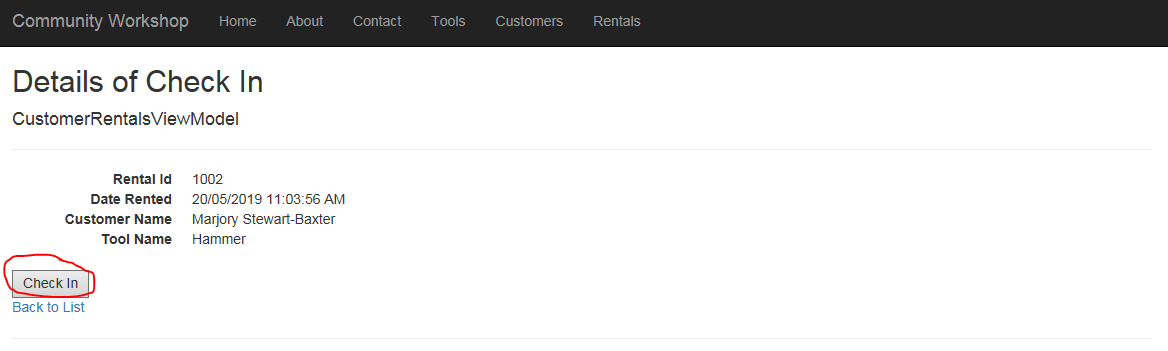 Community Workshop Home About Contact Tools Customers Rentals
Details of Check In
CustomerRentalsViewModel
Rental Id 1002
Date Rented 20/05/2019 11:03:56 AM
Customer Name Marjory Stewart-Baxter
Tool Name Hammer
Check In
Back to List